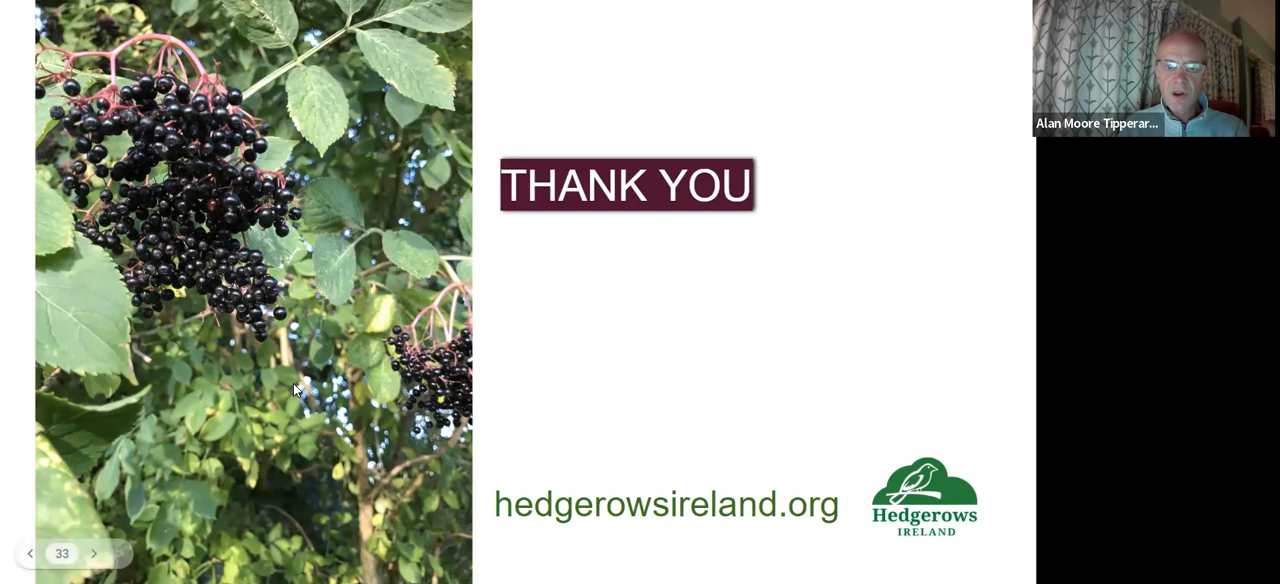 Alan Moore Tipperar...
THANK YOU
hedgerowsireland.org
Hedgerows
IRELAND
33